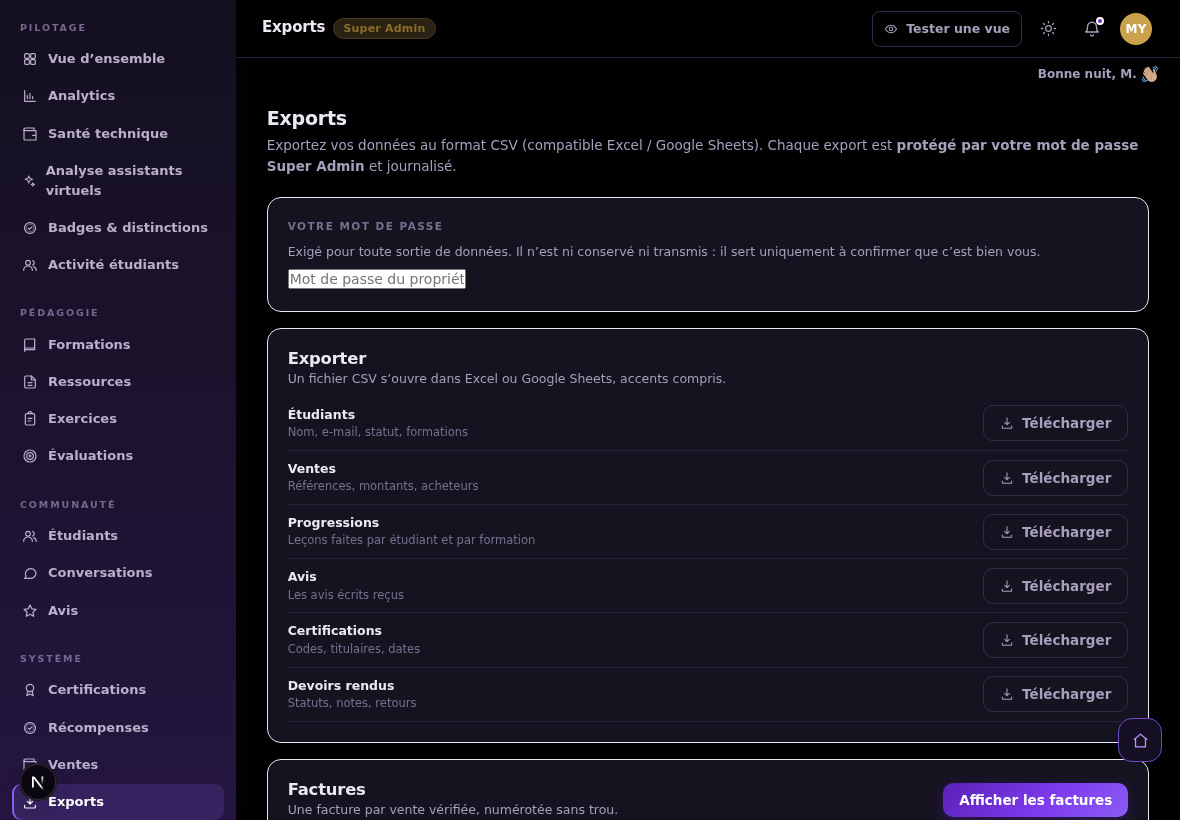 PILOTAGE
Vue d’ensemble
Analytics
Santé technique
Analyse assistants
virtuels
Badges & distinctions
Activité étudiants
PÉDAGOGIE
Formations
Ressources
Exercices
Évaluations
COMMUNAUTÉ
Étudiants
Conversations
Avis
SYSTÈME
Certifications
Récompenses
Ventes
N
Exports
Exports
Super Admin
Tester une vue
MY
Bonne nuit, M. 👋🏽
Exports
Exportez vos données au format CSV (compatible Excel / Google Sheets). Chaque export est protégé par votre mot de passe
Super Admin et journalisé.
VOTRE MOT DE PASSE
Exigé pour toute sortie de données. Il n’est ni conservé ni transmis : il sert uniquement à confirmer que c’est bien vous.
Mot de passe du propriét
Exporter
Un fichier CSV s’ouvre dans Excel ou Google Sheets, accents compris.
Étudiants
Nom, e-mail, statut, formations
Télécharger
Ventes
Références, montants, acheteurs
Télécharger
Progressions
Leçons faites par étudiant et par formation
Télécharger
Avis
Les avis écrits reçus
Télécharger
Certifications
Codes, titulaires, dates
Télécharger
Devoirs rendus
Statuts, notes, retours
Télécharger
Factures
Une facture par vente vérifiée, numérotée sans trou.
Afficher les factures